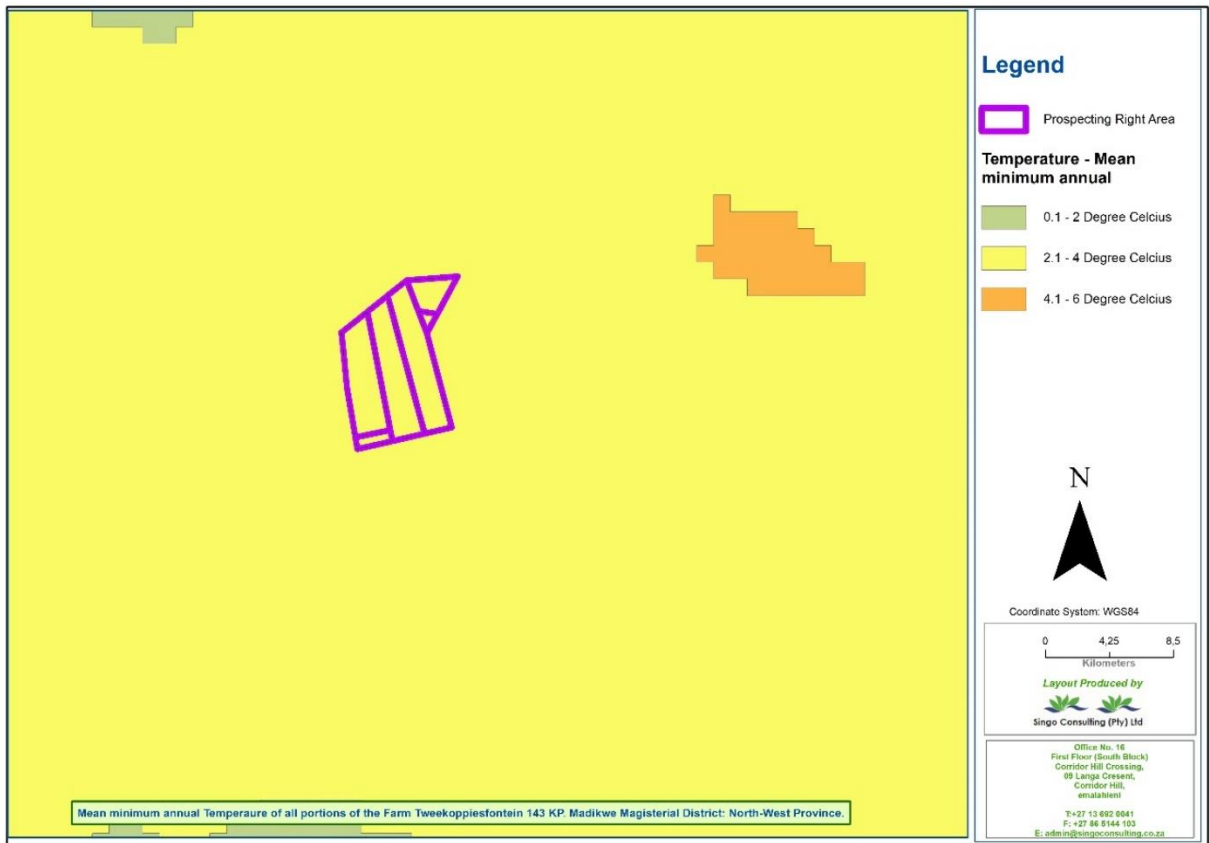 Legend
Prospecting Right Area
Temperature - Mean
minimum annual
0.1 - 2 Degree Celcius
2.1 - 4 Degree Celcius
4.1 - 6 Degree Celcius
N
Coordinate System: WGS84
0 4,25 8,5
Kilometers
Layout Produced by
Singo Consulting (Pty) Ltd
Office No. 16
First Floor (South Block)
Corridor Hill Crossing,
09 Langa Cresent,
Corridor Hill,
emalahleni
T:+27 13 692 0041
F: +27 86 5144 103
E: admin@singoconsulting.co.za
Mean minimum annual Temperaure of all portions of the Farm Tweekoppiesfontein 143 KP. Madikwe Magisterial District: North-West Province.